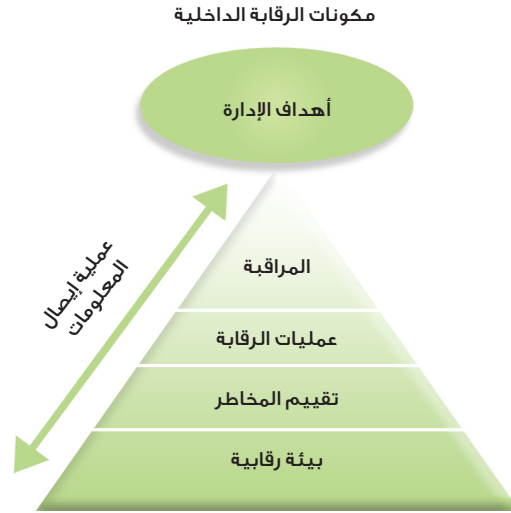 مكونات الرقابة الداخلية
أهداف الإدارة
عملية إيصال
المعلومات
المراقبة
عمليات الرقابة
تقييم المخاطر
بيئة رقابية